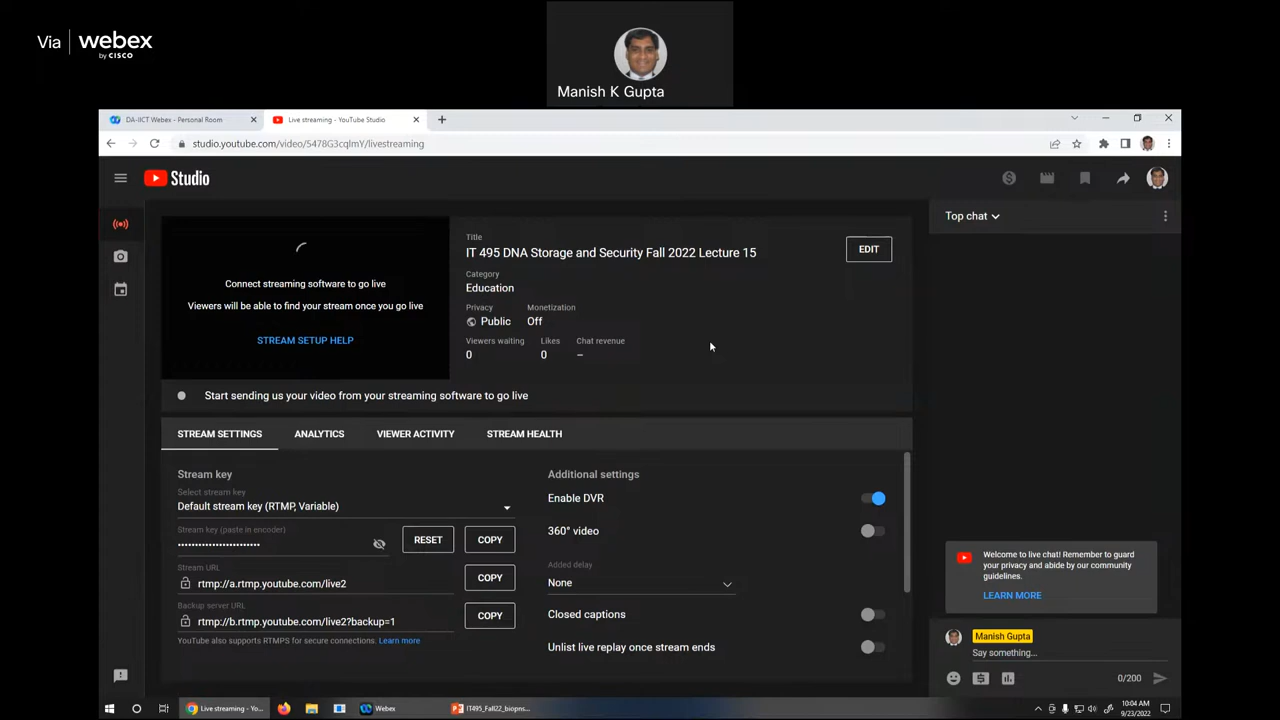 Via webex
by CISCO
Manish K Gupta
DA-IICT Webex - Personal Room
Live streaming - YouTube Studio
studio.youtube.com/video/5478G3cqlmY/livestreaming
Studio
Top chat
Connect streaming software to go live
Viewers will be able to find your stream once you go live
STREAM SETUP HELP
Title
IT 495 DNA Storage and Security Fall 2022 Lecture 15
EDIT
Category
Education
Privacy Monetization
Public Off
Viewers waiting Likes Chat revenue
0 0 –
Start sending us your video from your streaming software to go live
STREAM SETTINGS ANALYTICS VIEWER ACTIVITY STREAM HEALTH
Stream key
Select stream key
Default stream key (RTMP, Variable)
Stream key (paste in encoder)
••••••••••••••••••••••••
RESET COPY
Stream URL
rtmp://a.rtmp.youtube.com/live2
COPY
Backup server URL
rtmp://b.rtmp.youtube.com/live2?backup=1
COPY
YouTube also supports RTMPS for secure connections. Learn more
Additional settings
Enable DVR
360° video
Added delay
None
Closed captions
Unlist live replay once stream ends
Welcome to live chat! Remember to guard
your privacy and abide by our community
guidelines.
LEARN MORE
Manish Gupta
Say something...
0/200
Live streaming - Yo...
Webex
IT495_Fall22_biopns...
10:04 AM
9/23/2022